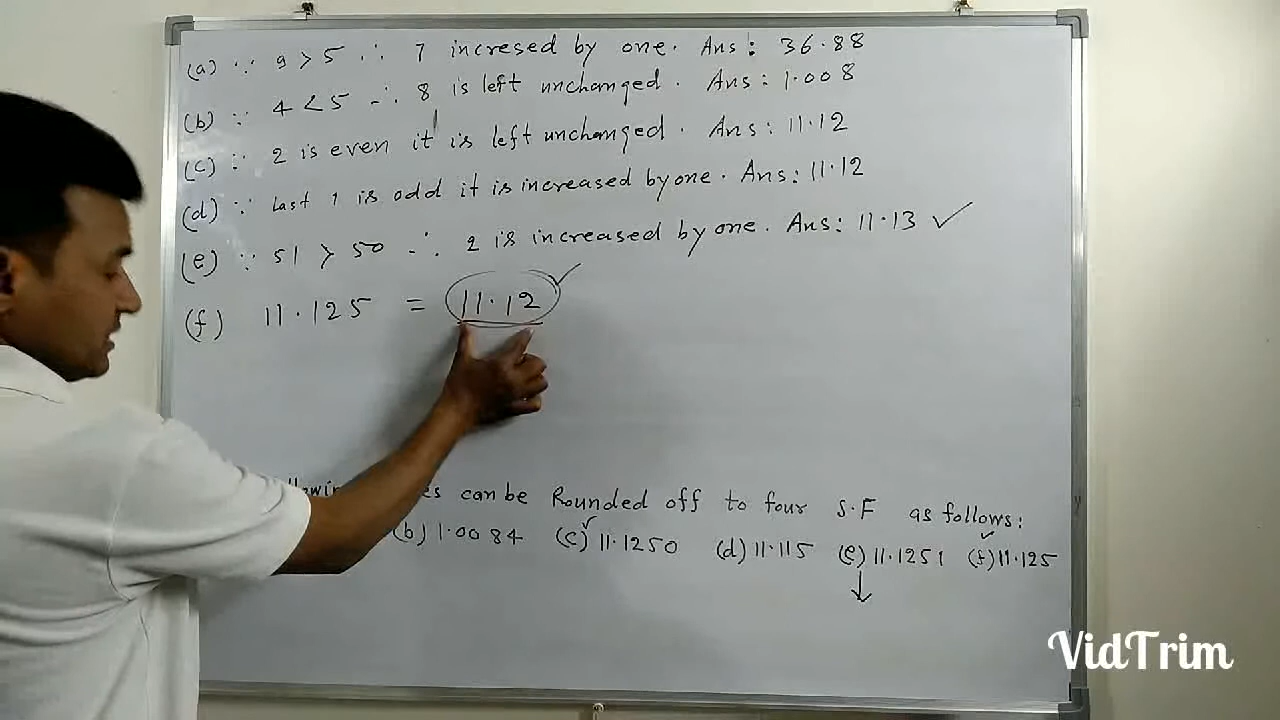 (a) ∵ 9 > 5 ∴ 7 incresed by one. Ans : 36.88
(b) ∵ 4 < 5 ∴ 8 is left unchanged. Ans : 1.008
(c) ∵ 2 is even it is left unchanged. Ans : 11.12
(d) ∵ last 1 is odd it is increased by one. Ans : 11.12
(e) ∵ 51 > 50 ∴ 2 is increased by one. Ans : 11.13 ✓
(f) 11.125 = 11.12 ✓
can be Rounded off to four S.F as follows:
(b) 1.0084 (c) 11.1250 (d) 11.115 (e) 11.1251 (f) 11.125
VidTrim